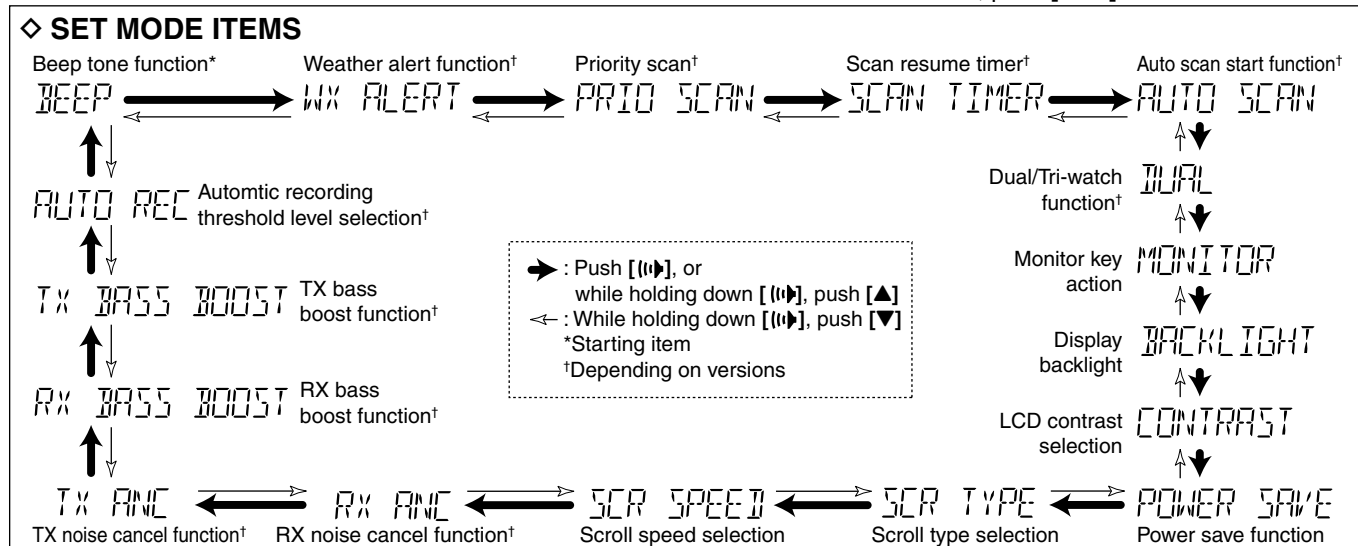 ◇ SET MODE ITEMS
Beep tone function*
BEEP
Weather alert function†
WX ALERT
Priority scan†
PRIO SCAN
Scan resume timer†
SCAN TIMER
Auto scan start function†
AUTO SCAN
Dual/Tri-watch
function†
DUAL
Monitor key
action
MONITOR
Display
backlight
BACKLIGHT
LCD contrast
selection
CONTRAST
POWER SAVE
Power save function
SCR TYPE
Scroll type selection
SCR SPEED
Scroll speed selection
RX ANC
RX noise cancel function†
TX ANC
TX noise cancel function†
RX BASS BOOST
RX bass
boost function†
TX BASS BOOST
TX bass
boost function†
AUTO REC
Automtic recording
threshold level selection†
: Push [ ], or
while holding down [ ], push [▲]
: While holding down [ ], push [▼]
*Starting item
†Depending on versions